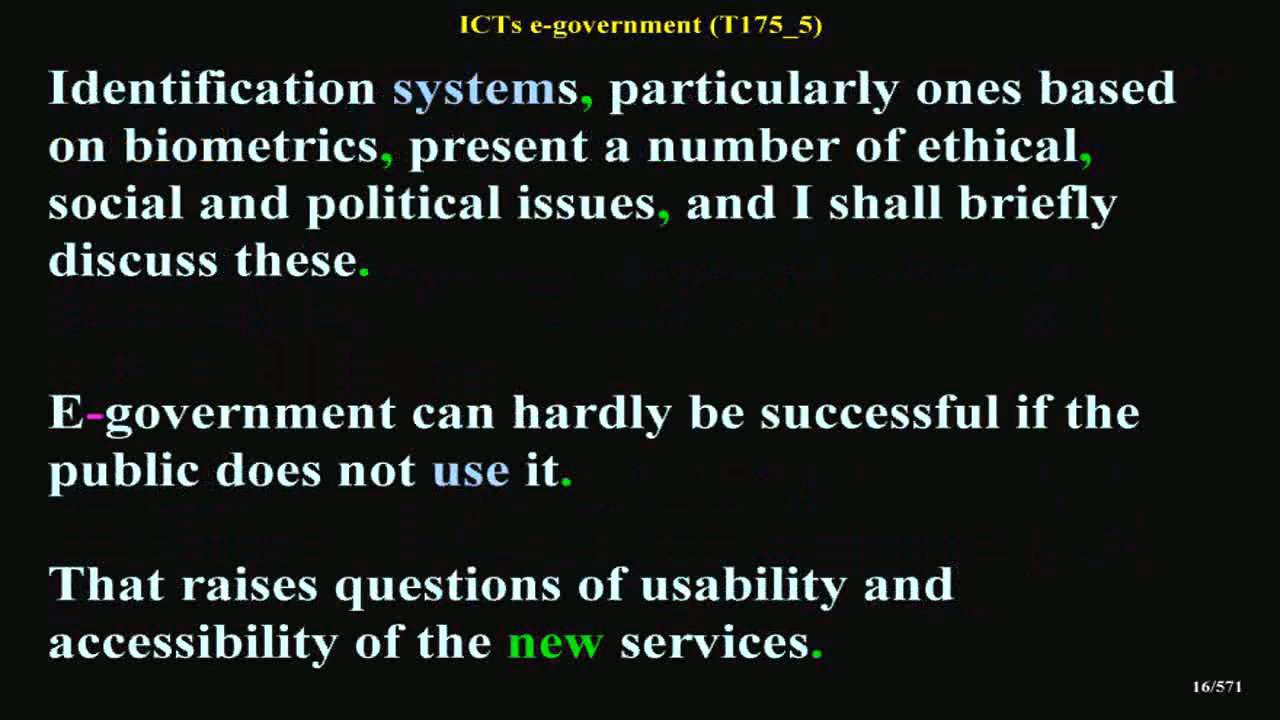 ICTs e-government (T175_5)
Identification systems, particularly ones based
on biometrics, present a number of ethical,
social and political issues, and I shall briefly
discuss these.
E-government can hardly be successful if the
public does not use it.
That raises questions of usability and
accessibility of the new services.
16/571